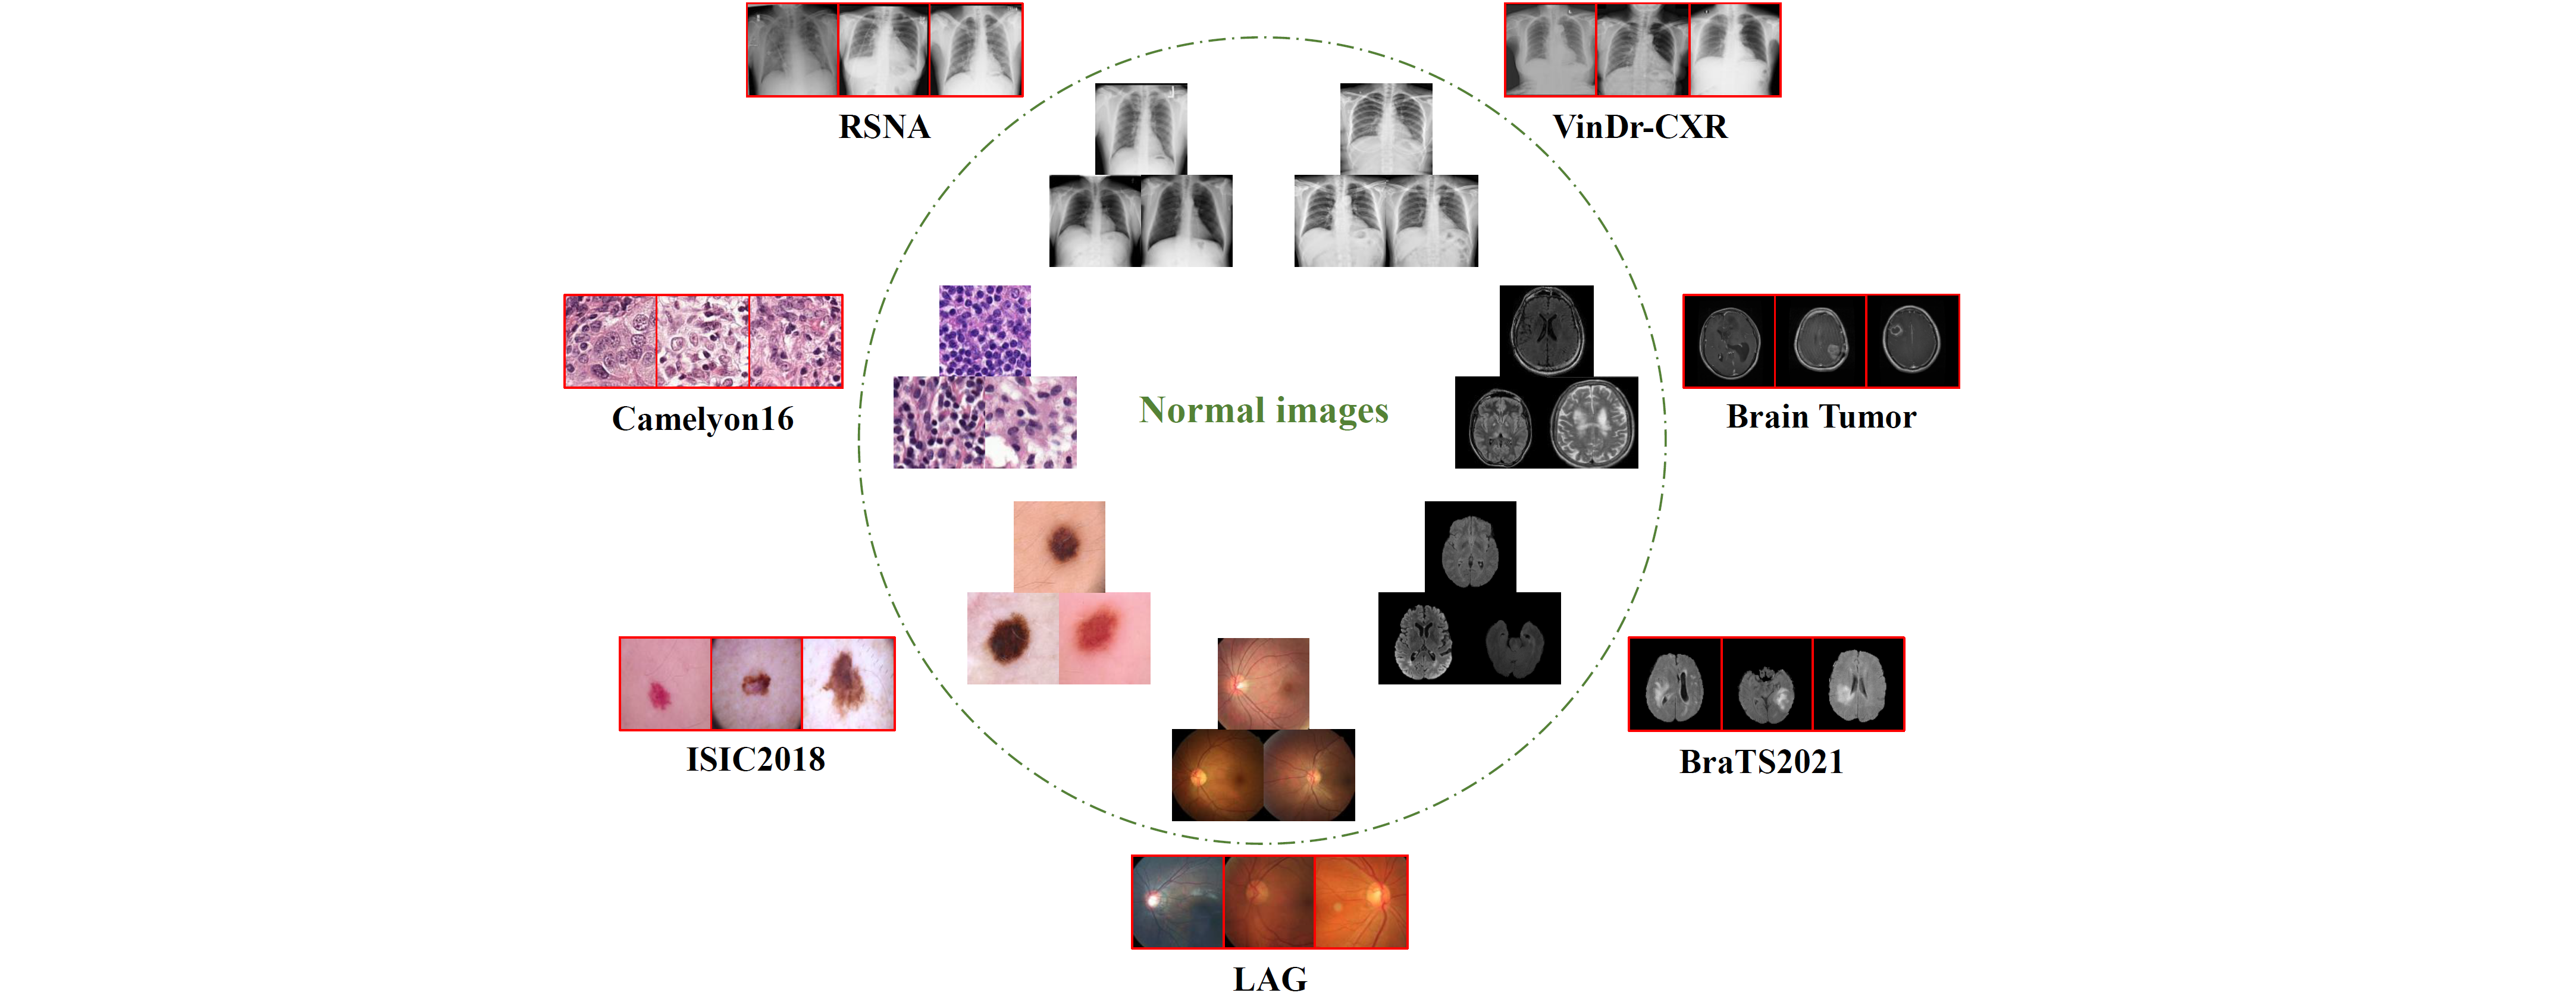 RSNA
VinDr-CXR
Camelyon16
Normal images
Brain Tumor
ISIC2018
BraTS2021
LAG